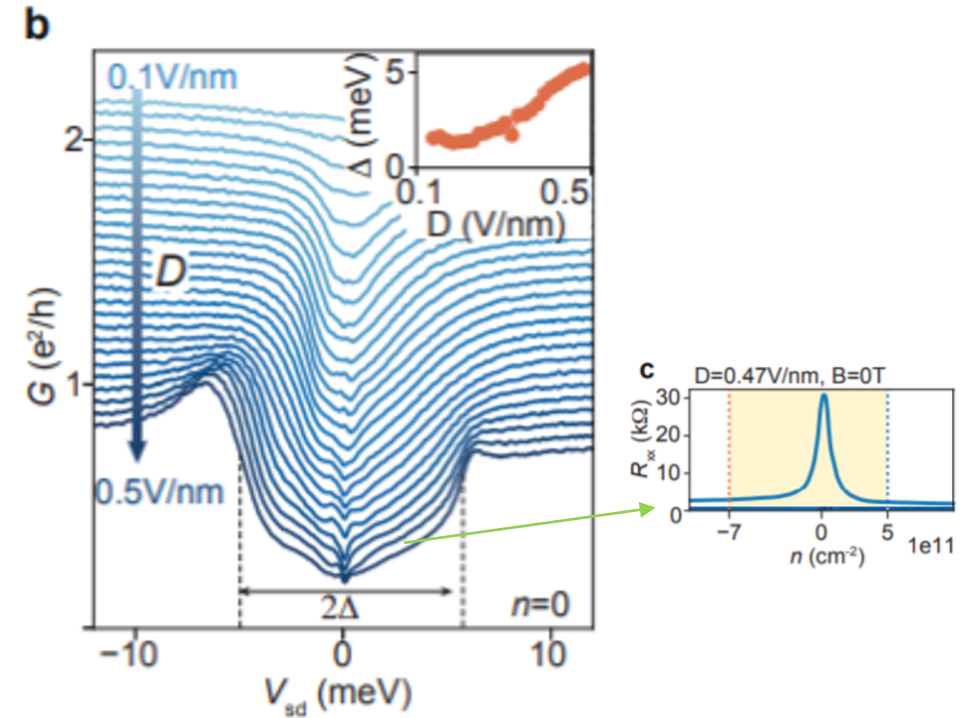 b
0.1V/nm
D
0.5V/nm
2
1
G (e²/h)
−10
0
10
V_sd (meV)
2Δ
n=0
5
0
Δ (meV)
0.1
0.5
D (V/nm)
c
D=0.47V/nm, B=0T
30
20
10
0
R_xx (kΩ)
−7
0
5
1e11
n (cm⁻²)